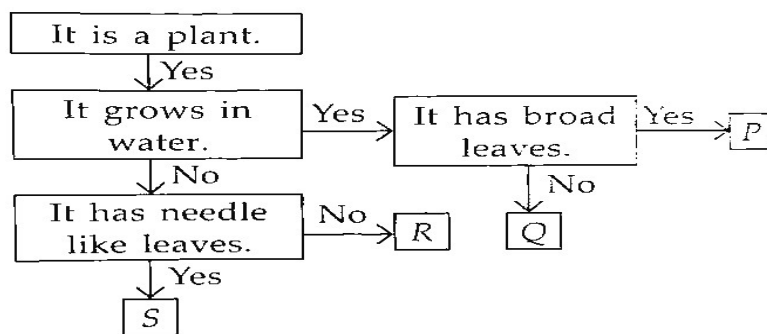 It is a plant.
Yes
It grows in
water.
Yes
It has broad
leaves.
Yes
P
No
No
It has needle
like leaves.
No
R
Q
Yes
S